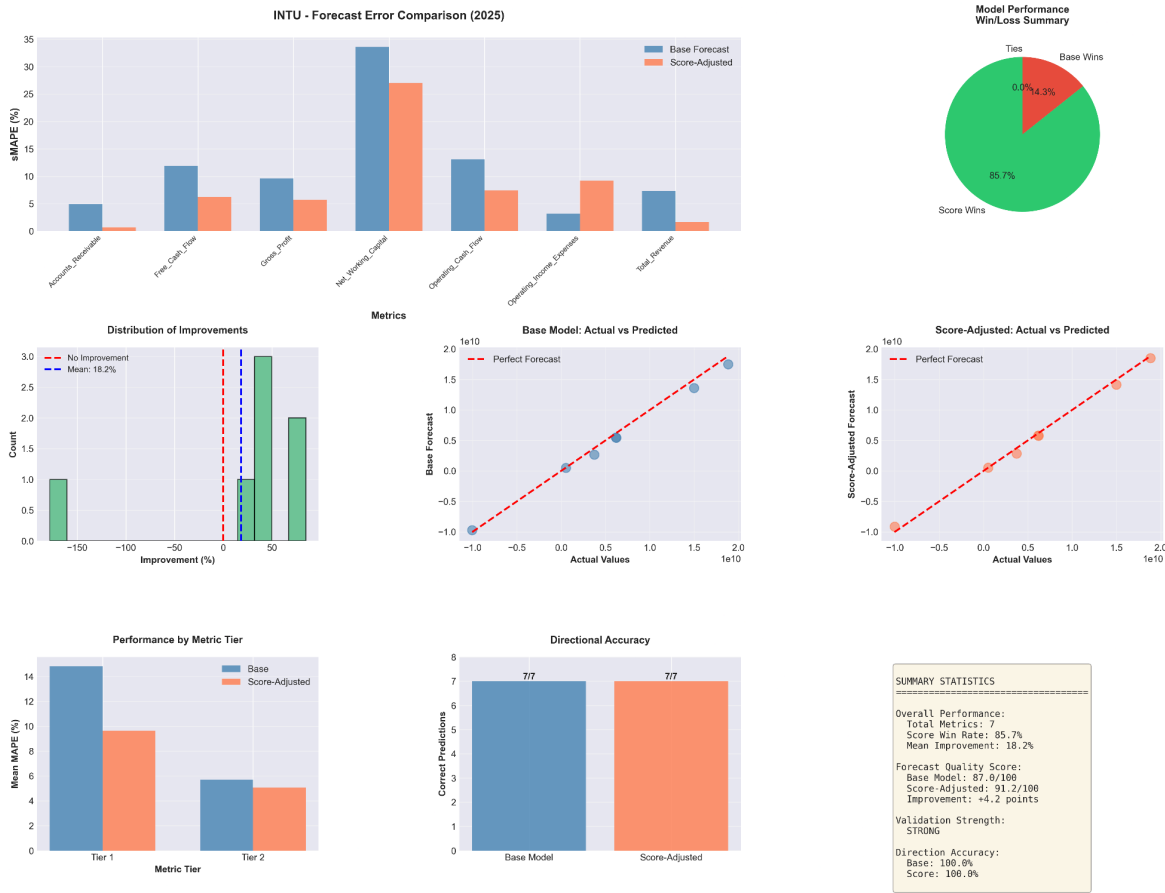 INTU - Forecast Error Comparison (2025)
sMAPE (%)
35
30
25
20
15
10
5
0
Base Forecast
Score-Adjusted
Accounts_Receivable
Free_Cash_Flow
Gross_Profit
Net_Working_Capital
Operating_Cash_Flow
Operating_Income_Expenses
Total_Revenue
Metrics
Model Performance
Win/Loss Summary
Ties
Base Wins
0.0%
14.3%
85.7%
Score Wins
Distribution of Improvements
Count
3.0
2.5
2.0
1.5
1.0
0.5
0.0
No Improvement
Mean: 18.2%
−150
−100
−50
0
50
Improvement (%)
Base Model: Actual vs Predicted
1e10
Base Forecast
2.0
1.5
1.0
0.5
0.0
−0.5
−1.0
Perfect Forecast
−1.0
−0.5
0.0
0.5
1.0
1.5
2.0
1e10
Actual Values
Score-Adjusted: Actual vs Predicted
1e10
Score-Adjusted Forecast
2.0
1.5
1.0
0.5
0.0
−0.5
−1.0
Perfect Forecast
−1.0
−0.5
0.0
0.5
1.0
1.5
2.0
1e10
Actual Values
Performance by Metric Tier
Mean MAPE (%)
14
12
10
8
6
4
2
0
Base
Score-Adjusted
Tier 1
Tier 2
Metric Tier
Directional Accuracy
Correct Predictions
8
7
6
5
4
3
2
1
0
7/7
7/7
Base Model
Score-Adjusted
SUMMARY STATISTICS
===================================
Overall Performance:
Total Metrics: 7
Score Win Rate: 85.7%
Mean Improvement: 18.2%
Forecast Quality Score:
Base Model: 87.0/100
Score-Adjusted: 91.2/100
Improvement: +4.2 points
Validation Strength:
STRONG
Direction Accuracy:
Base: 100.0%
Score: 100.0%